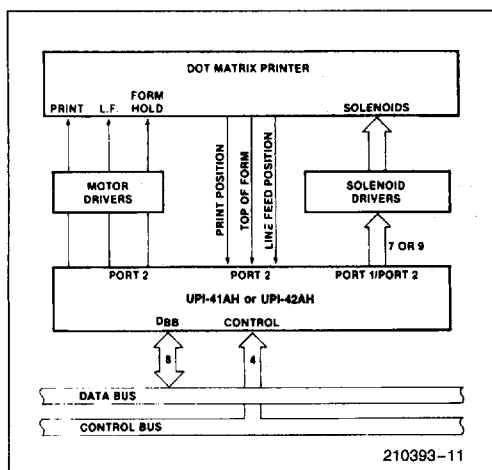 DOT MATRIX PRINTER
PRINT
L.F.
FORM
HOLD
SOLENOIDS
PRINT POSITION
TOP OF FORM
LINE FEED POSITION
MOTOR
DRIVERS
SOLENOID
DRIVERS
7 OR 9
PORT 2
PORT 2
PORT 1/PORT 2
UPI-41AH or UPI-42AH
DBB
CONTROL
8
4
DATA BUS
CONTROL BUS
210393-11